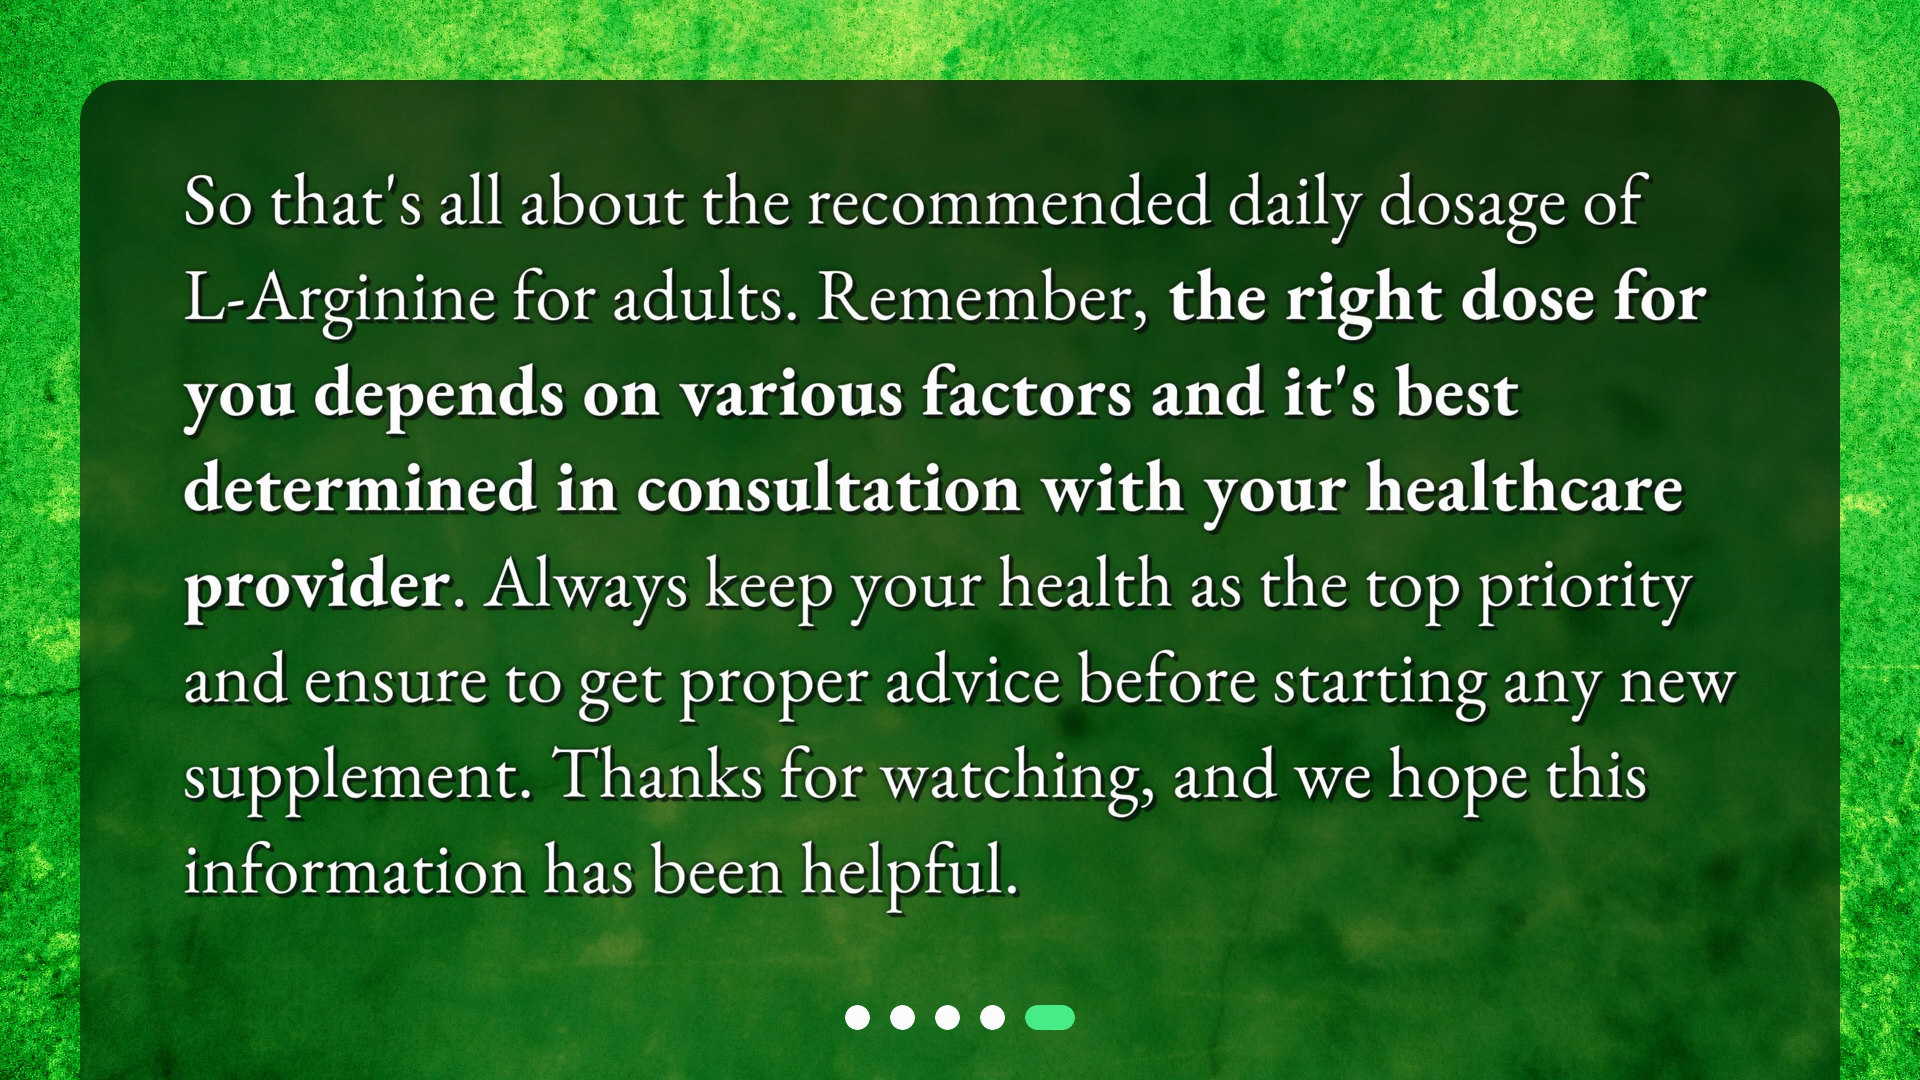 So that's all about the recommended daily dosage of
L-Arginine for adults. Remember, the right dose for
you depends on various factors and it's best
determined in consultation with your healthcare
provider. Always keep your health as the top priority
and ensure to get proper advice before starting any new
supplement. Thanks for watching, and we hope this
information has been helpful.